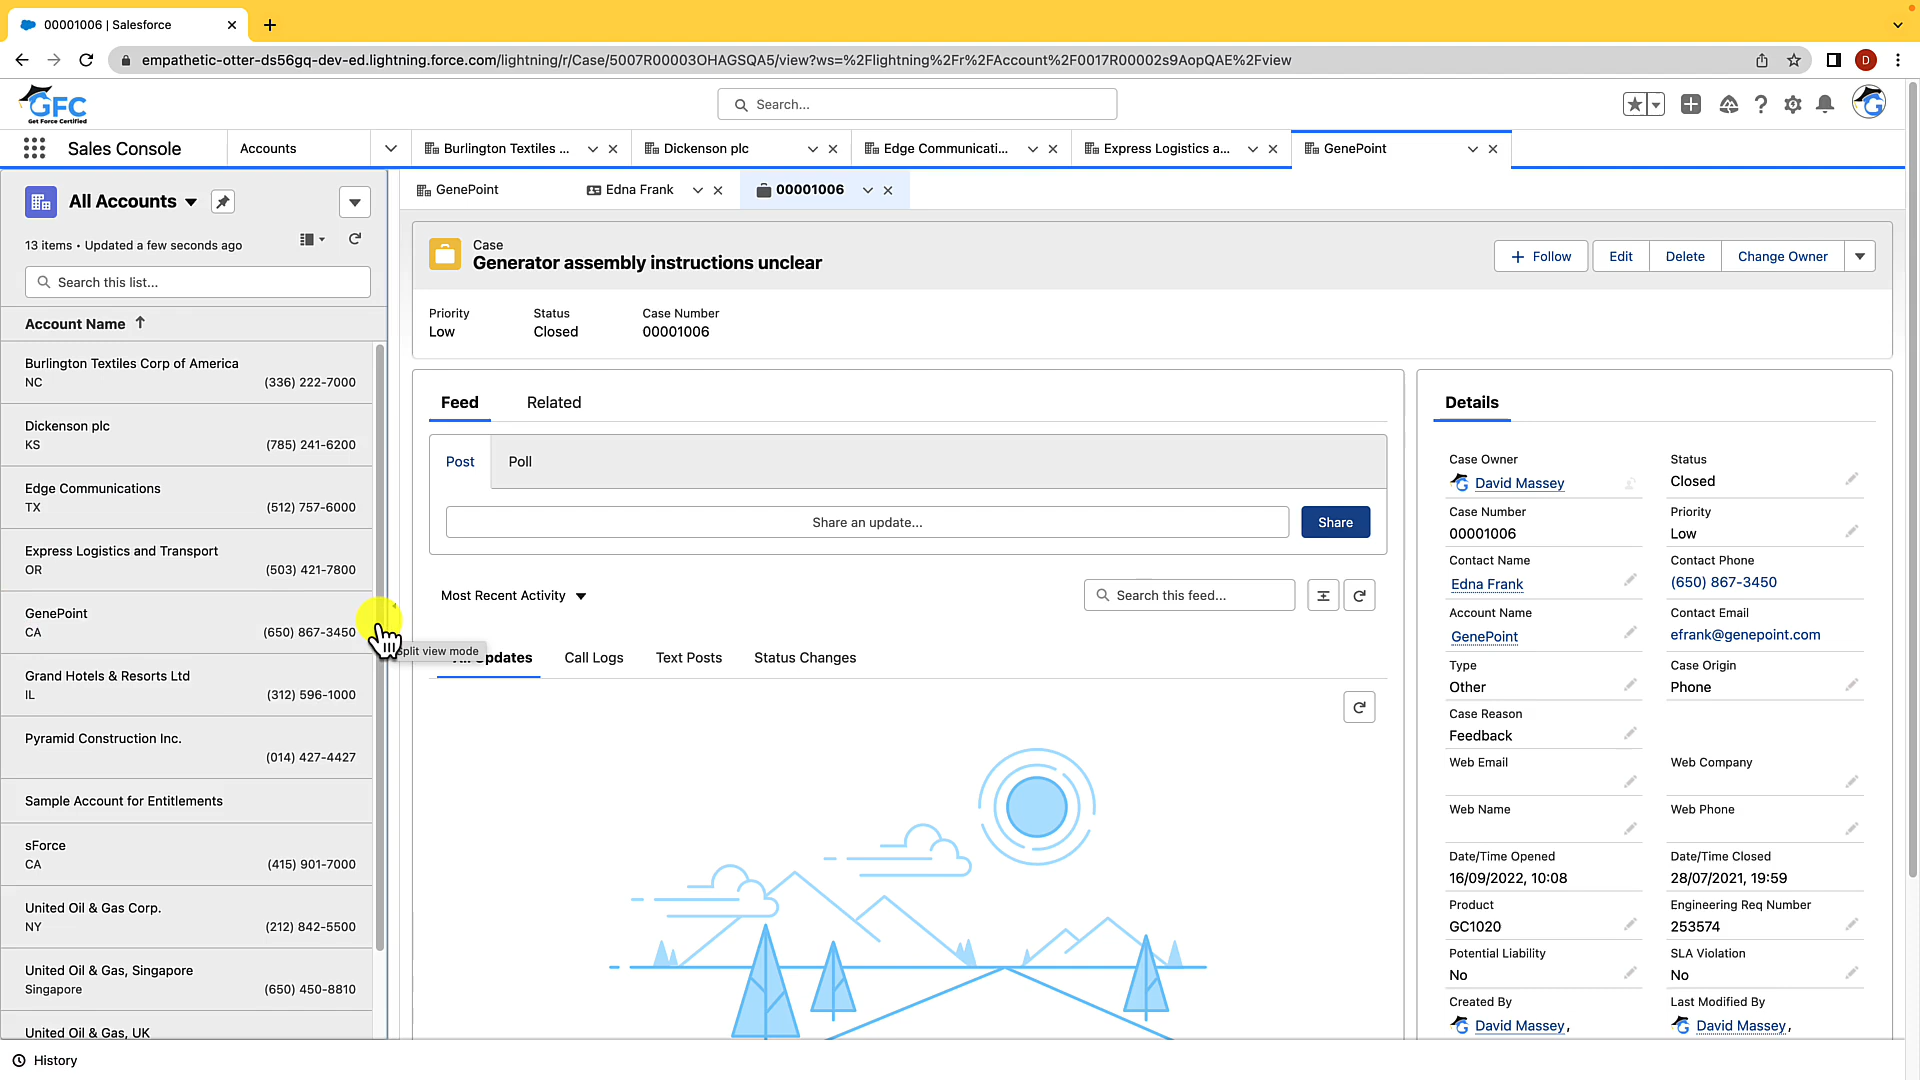 00001006 | Salesforce
empathetic-otter-ds56gq-dev-ed.lightning.force.com/lightning/r/Case/5007R00003OHAGSQA5/view?ws=%2Flightning%2Fr%2FAccount%2F0017R00002s9AopQAE%2Fview
D
GFC
Get Force Certified
Search...
Sales Console
Accounts
Burlington Textiles ...
Dickenson plc
Edge Communicati...
Express Logistics a...
GenePoint
All Accounts
13 items • Updated a few seconds ago
Search this list...
Account Name
Burlington Textiles Corp of America
NC (336) 222-7000
Dickenson plc
KS (785) 241-6200
Edge Communications
TX (512) 757-6000
Express Logistics and Transport
OR (503) 421-7800
GenePoint
CA (650) 867-3450
Grand Hotels & Resorts Ltd
IL (312) 596-1000
Pyramid Construction Inc.
(014) 427-4427
Sample Account for Entitlements
sForce
CA (415) 901-7000
United Oil & Gas Corp.
NY (212) 842-5500
United Oil & Gas, Singapore
Singapore (650) 450-8810
United Oil & Gas, UK
History
GenePoint
Edna Frank
00001006
Case
Generator assembly instructions unclear
Follow
Edit
Delete
Change Owner
Priority Status Case Number
Low Closed 00001006
Feed Related
Post Poll
Share an update...
Share
Most Recent Activity
Search this feed...
Split view mode
Updates
Call Logs
Text Posts
Status Changes
Details
Case Owner Status
David Massey Closed
Case Number Priority
00001006 Low
Contact Name Contact Phone
Edna Frank (650) 867-3450
Account Name Contact Email
GenePoint efrank@genepoint.com
Type Case Origin
Other Phone
Case Reason
Feedback
Web Email Web Company
Web Name Web Phone
Date/Time Opened Date/Time Closed
16/09/2022, 10:08 28/07/2021, 19:59
Product Engineering Req Number
GC1020 253574
Potential Liability SLA Violation
No No
Created By Last Modified By
David Massey, David Massey,